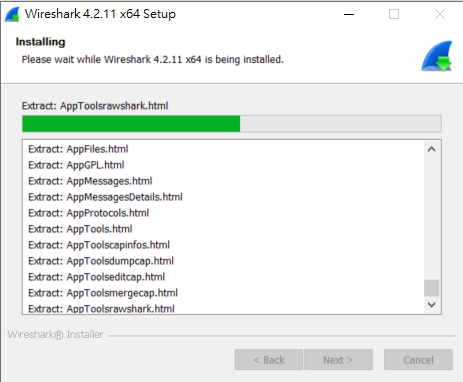 Wireshark 4.2.11 x64 Setup
Installing
Please wait while Wireshark 4.2.11 x64 is being installed.
Extract: AppToolsrawshark.html
Extract: AppFiles.html
Extract: AppGPL.html
Extract: AppMessages.html
Extract: AppMessagesDetails.html
Extract: AppProtocols.html
Extract: AppTools.html
Extract: AppToolscapinfos.html
Extract: AppToolsdumpcap.html
Extract: AppToolseditcap.html
Extract: AppToolsmergecap.html
Extract: AppToolsrawshark.html
Wireshark® Installer
< Back
Next >
Cancel